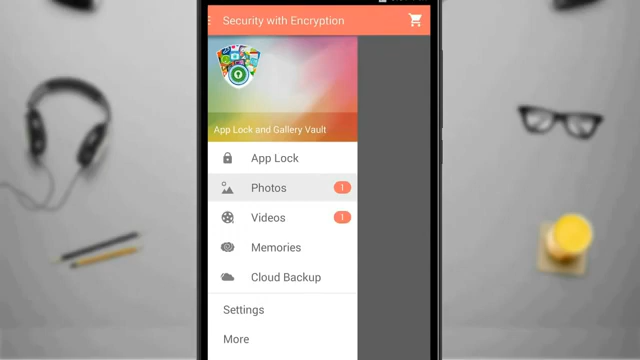 Security with Encryption
App Lock and Gallery Vault
App Lock
Photos 1
Videos 1
Memories
Cloud Backup
Settings
More